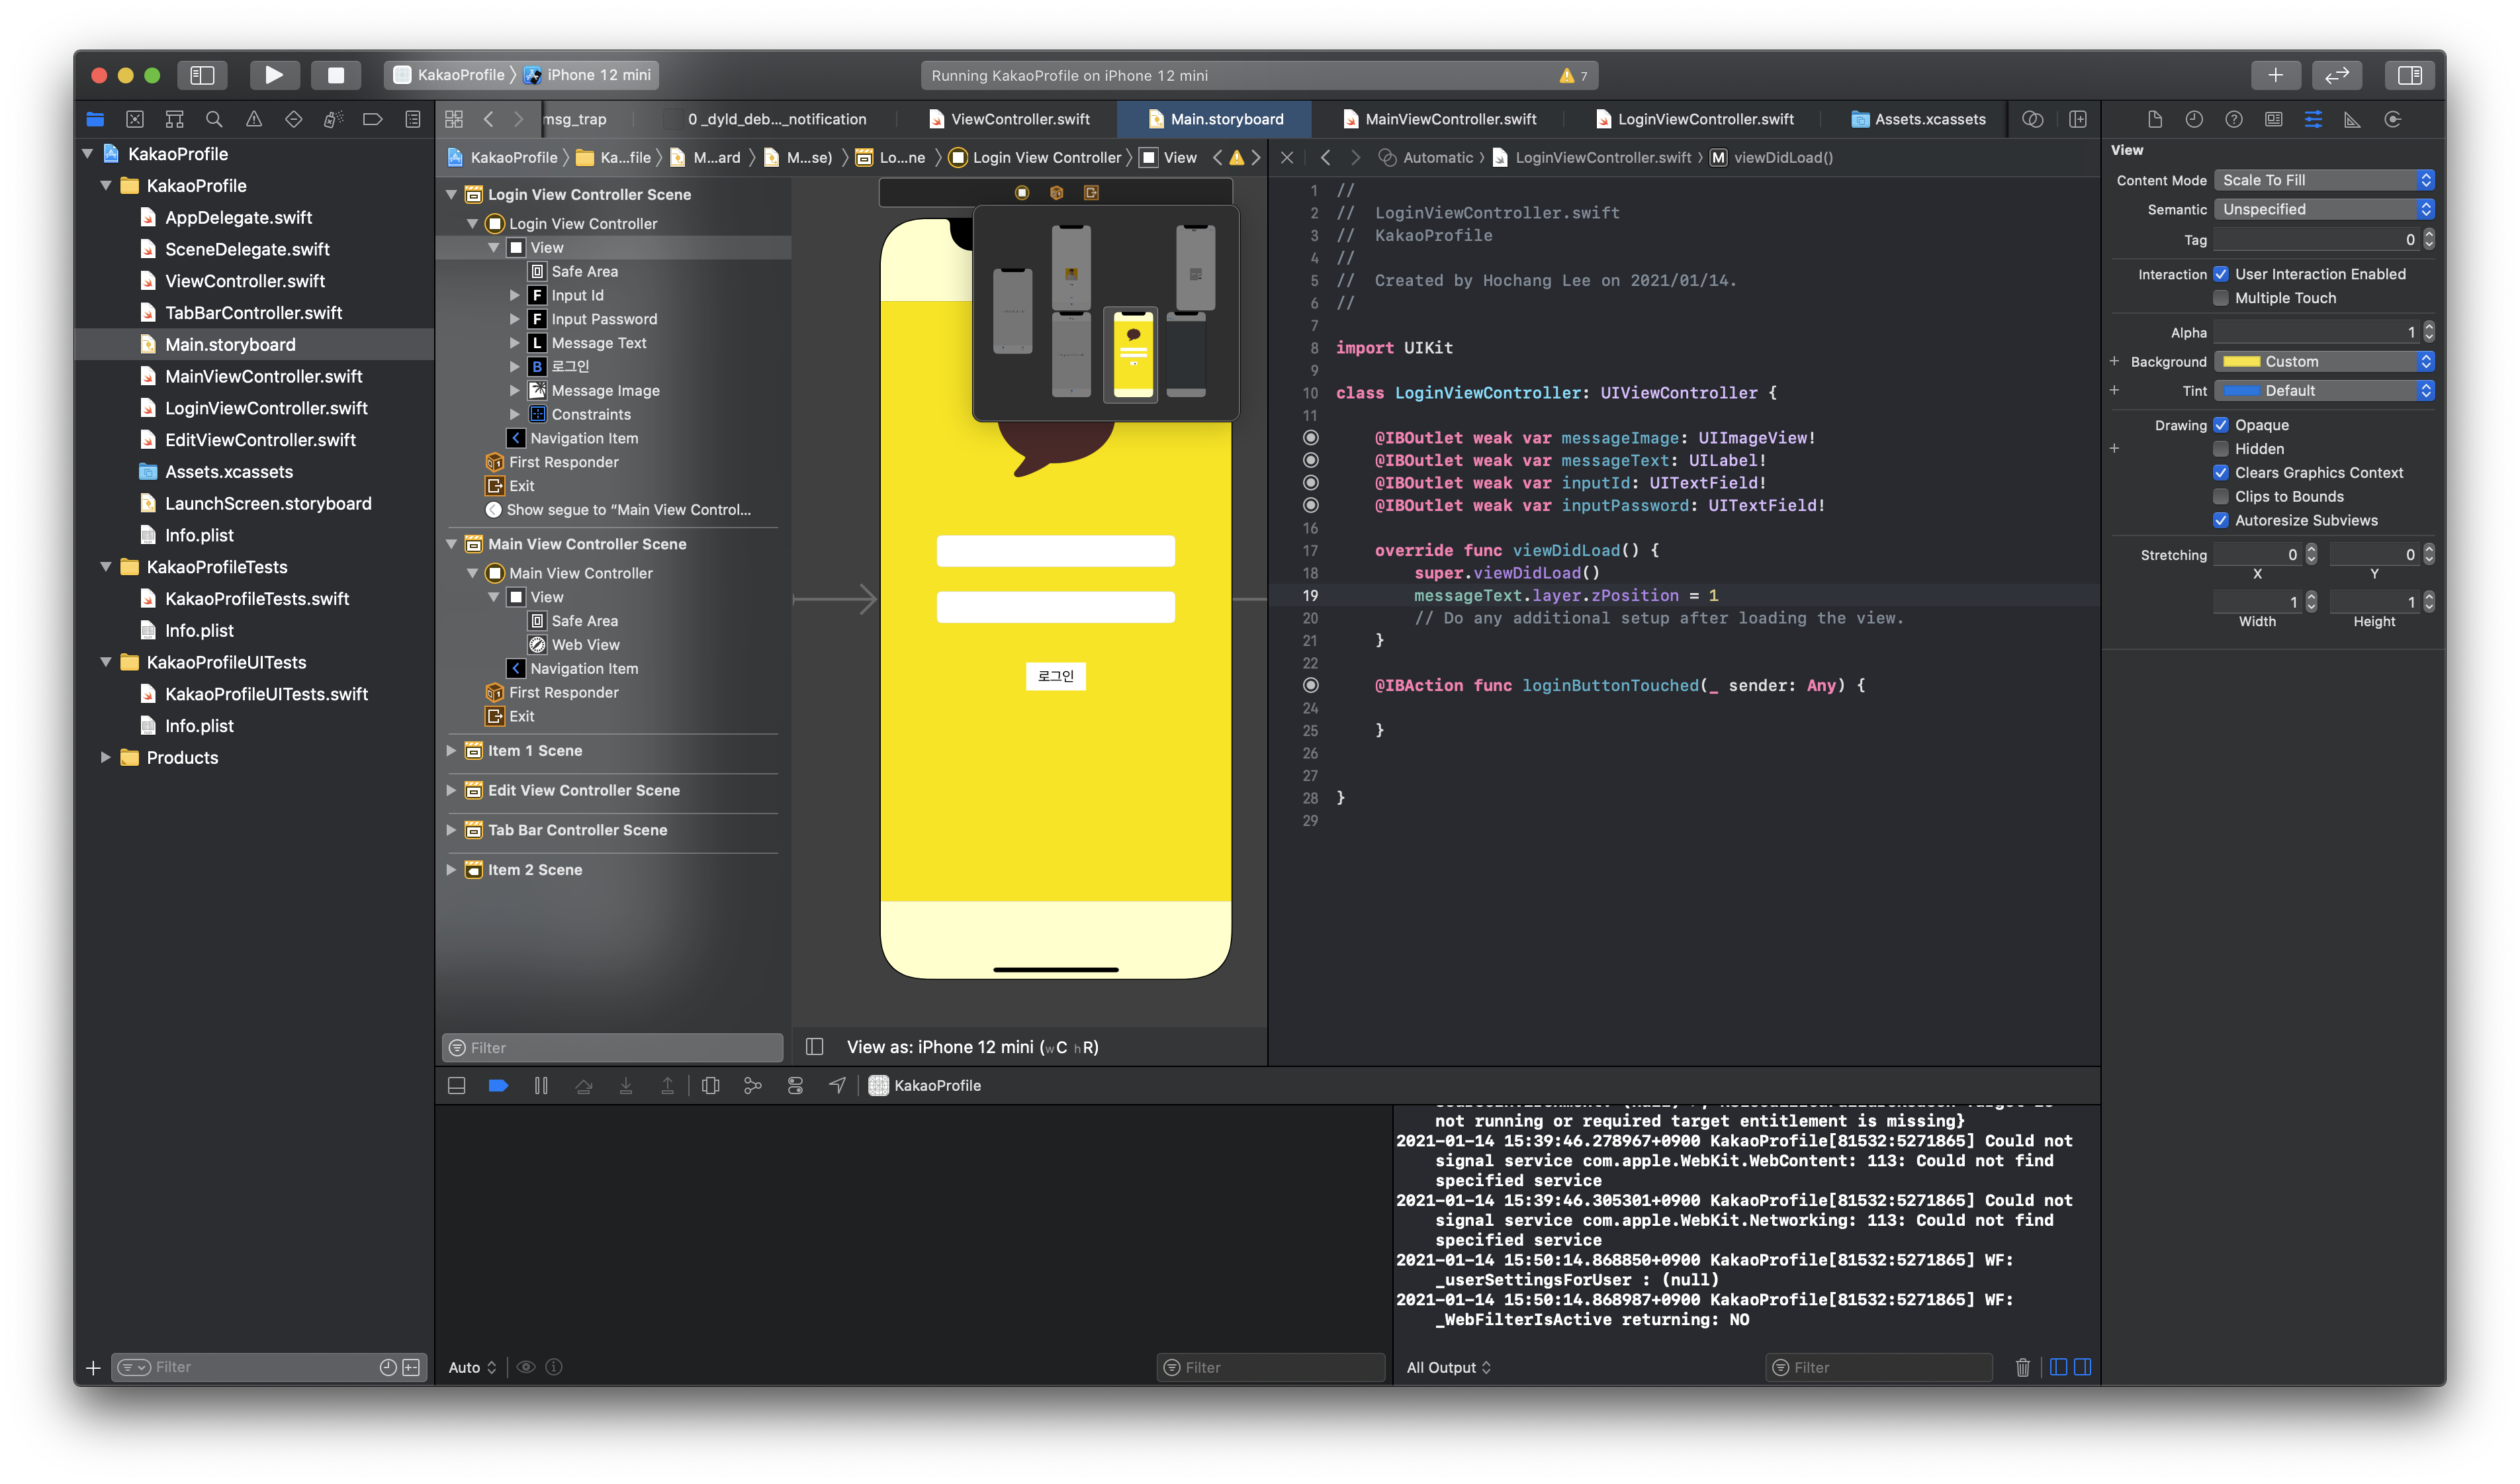 KakaoProfile 〉 iPhone 12 mini
Running KakaoProfile on iPhone 12 mini
7
msg_trap
0 _dyld_deb..._notification
ViewController.swift
Main.storyboard
MainViewController.swift
LoginViewController.swift
Assets.xcassets
KakaoProfile
KakaoProfile
AppDelegate.swift
SceneDelegate.swift
ViewController.swift
TabBarController.swift
Main.storyboard
MainViewController.swift
LoginViewController.swift
EditViewController.swift
Assets.xcassets
LaunchScreen.storyboard
Info.plist
KakaoProfileTests
KakaoProfileTests.swift
Info.plist
KakaoProfileUITests
KakaoProfileUITests.swift
Info.plist
Products
Filter
KakaoProfile 〉 Ka...file 〉 M...ard 〉 M...se) 〉 Lo...ne 〉 Login View Controller 〉 View
Login View Controller Scene
Login View Controller
View
Safe Area
F Input Id
F Input Password
L Message Text
B 로그인
Message Image
Constraints
Navigation Item
First Responder
Exit
Show segue to “Main View Control...
Main View Controller Scene
Main View Controller
View
Safe Area
Web View
Navigation Item
First Responder
Exit
Item 1 Scene
Edit View Controller Scene
Tab Bar Controller Scene
Item 2 Scene
Filter
로그인
View as: iPhone 12 mini (wC hR)
Automatic 〉 LoginViewController.swift 〉 M viewDidLoad()
1 //
2 //  LoginViewController.swift
3 //  KakaoProfile
4 //
5 //  Created by Hochang Lee on 2021/01/14.
6 //
7
8 import UIKit
9
10 class LoginViewController: UIViewController {
11
@IBOutlet weak var messageImage: UIImageView!
@IBOutlet weak var messageText: UILabel!
@IBOutlet weak var inputId: UITextField!
@IBOutlet weak var inputPassword: UITextField!
16
17 override func viewDidLoad() {
18 super.viewDidLoad()
19 messageText.layer.zPosition = 1
20 // Do any additional setup after loading the view.
21 }
22
@IBAction func loginButtonTouched(_ sender: Any) {
24
25 }
26
27
28 }
29
View
Content Mode Scale To Fill
Semantic Unspecified
Tag 0
Interaction User Interaction Enabled
Multiple Touch
Alpha 1
+ Background Custom
+ Tint Default
Drawing Opaque
+ Hidden
Clears Graphics Context
Clips to Bounds
Autoresize Subviews
Stretching 0 0
X Y
1 1
Width Height
KakaoProfile
not running or required target entitlement is missing}
2021-01-14 15:39:46.278967+0900 KakaoProfile[81532:5271865] Could not
signal service com.apple.WebKit.WebContent: 113: Could not find
specified service
2021-01-14 15:39:46.305301+0900 KakaoProfile[81532:5271865] Could not
signal service com.apple.WebKit.Networking: 113: Could not find
specified service
2021-01-14 15:50:14.868850+0900 KakaoProfile[81532:5271865] WF:
_userSettingsForUser : (null)
2021-01-14 15:50:14.868987+0900 KakaoProfile[81532:5271865] WF:
_WebFilterIsActive returning: NO
Auto
Filter
All Output
Filter